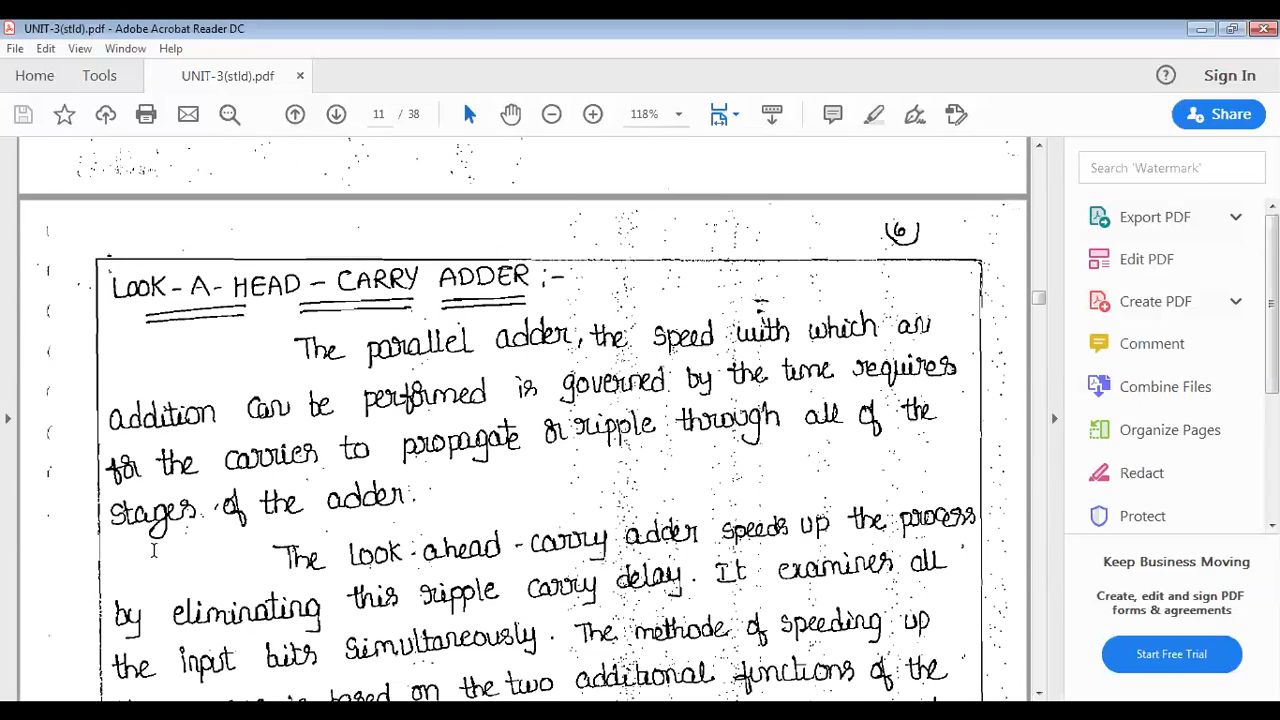 UNIT-3(stld).pdf - Adobe Acrobat Reader DC
File Edit View Window Help
Home Tools UNIT-3(stld).pdf × Sign In
11 / 38 118% Share
Search 'Watermark'
Export PDF
Edit PDF
Create PDF
Comment
Combine Files
Organize Pages
Redact
Protect
Keep Business Moving
Create, edit and sign PDF
forms & agreements
Start Free Trial
6
LOOK-A-HEAD-CARRY ADDER:-
The parallel adder, the speed with which an
addition can be performed is governed by the time requires
for the carries to propagate or ripple through all of the
stages of the adder.
The look-ahead-carry adder speeds up the process
by eliminating this ripple carry delay. It examines all
the input bits simultaneously. The methode of speeding up
is based on the two additional functions of the